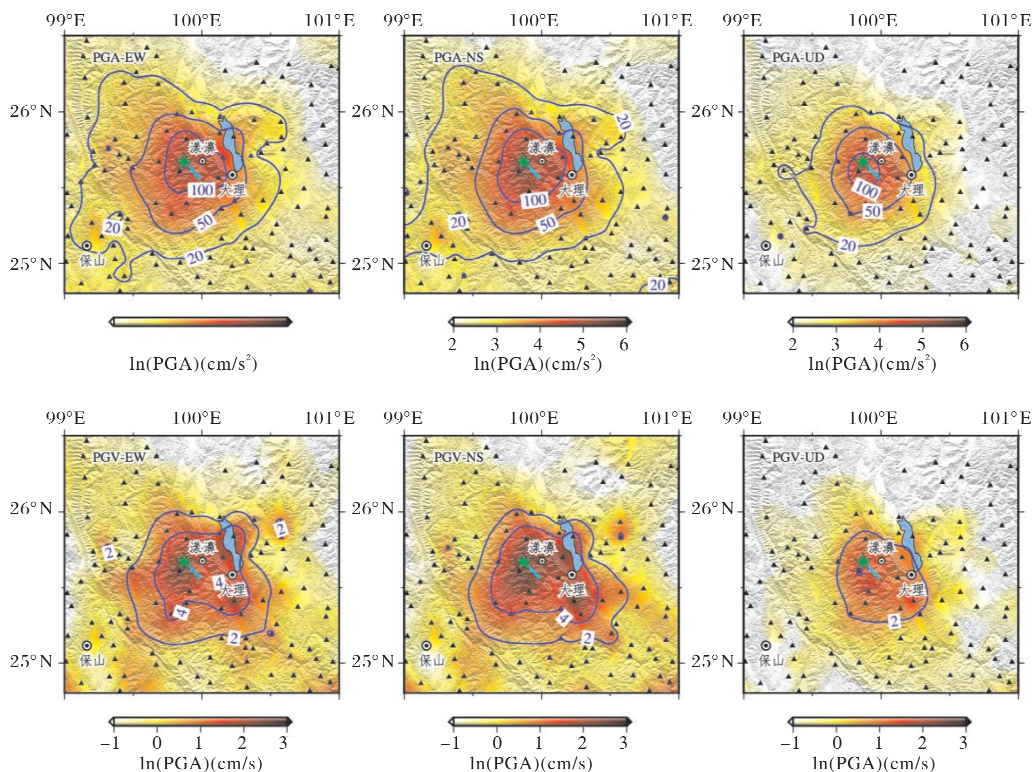 99°E 100°E 101°E 99°E 100°E 101°E 99°E 100°E 101°E
PGA-EW PGA-NS PGA-UD
26°N 26°N 26°N
20
漾濞 漾濞 漾濞
100 大理 100 大理 100 大理
20 50 20 50 50
20 20 20
保山 保山 保山
25°N 25°N 25°N
20
2 3 4 5 6 2 3 4 5 6
ln(PGA)(cm/s²) ln(PGA)(cm/s²) ln(PGA)(cm/s²)
99°E 100°E 101°E 99°E 100°E 101°E 99°E 100°E 101°E
PGV-EW PGV-NS PGV-UD
26°N 26°N 26°N
2
2 漾濞 漾濞 漾濞
4 大理 大理 大理
4 4 2
2 2
保山 保山 保山
25°N 25°N 25°N
−1 0 1 2 3 −1 0 1 2 3 −1 0 1 2 3
ln(PGA)(cm/s) ln(PGA)(cm/s) ln(PGA)(cm/s)